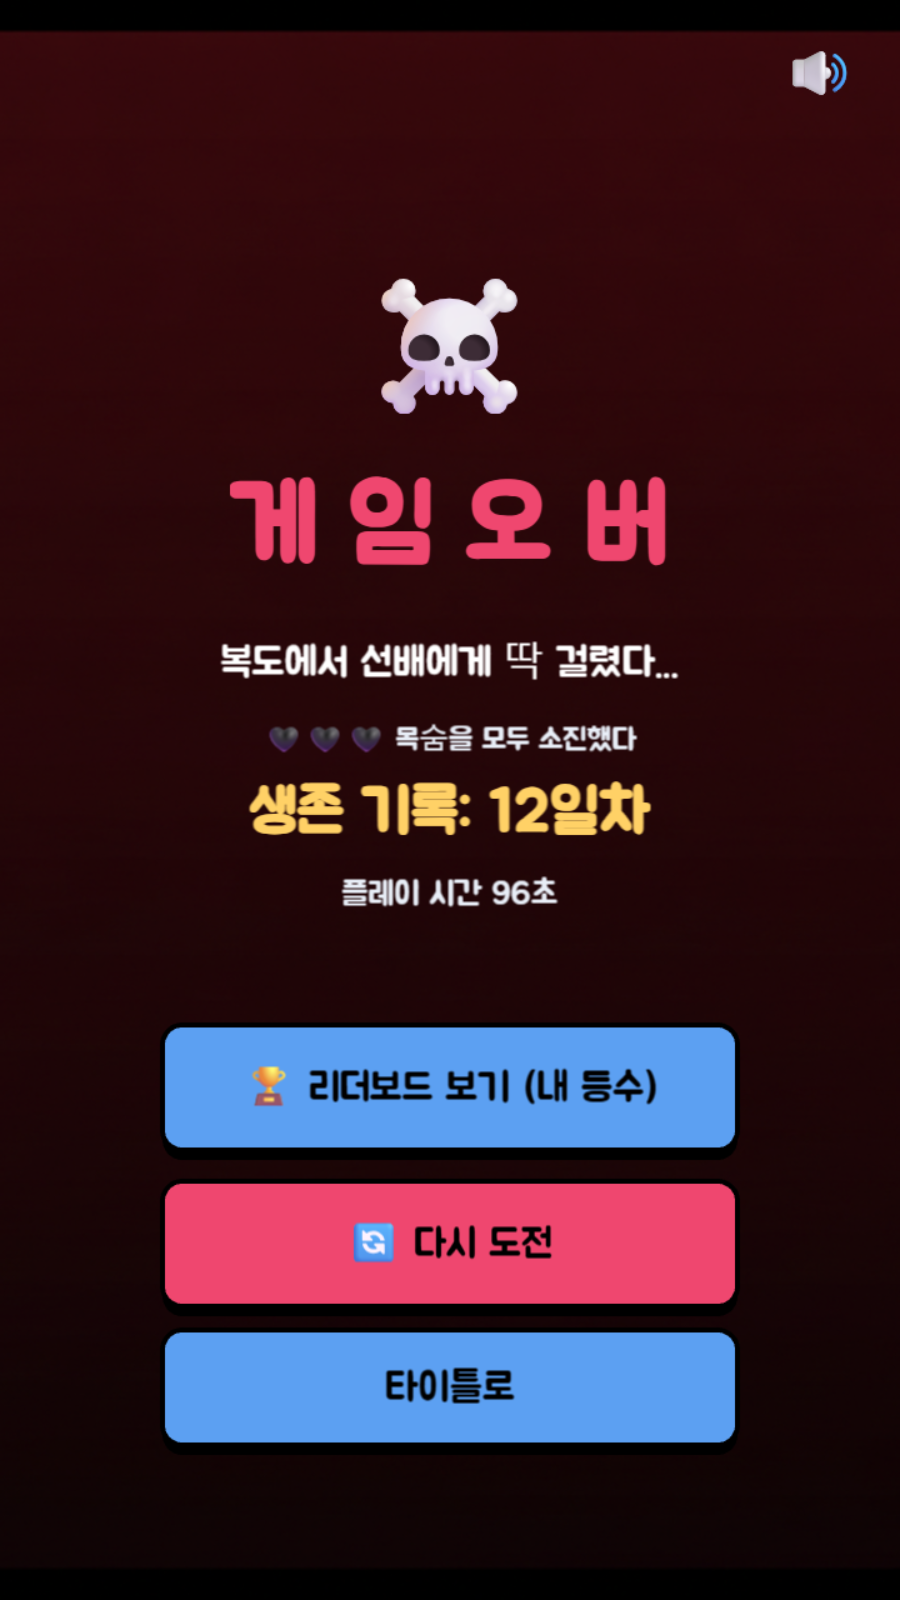 게임오버
복도에서 선배에게 딱 걸렸다...
🖤 🖤 🖤 목숨을 모두 소진했다
생존 기록: 12일차
플레이 시간 96초
🏆 리더보드 보기 (내 등수)
🔄 다시 도전
타이틀로